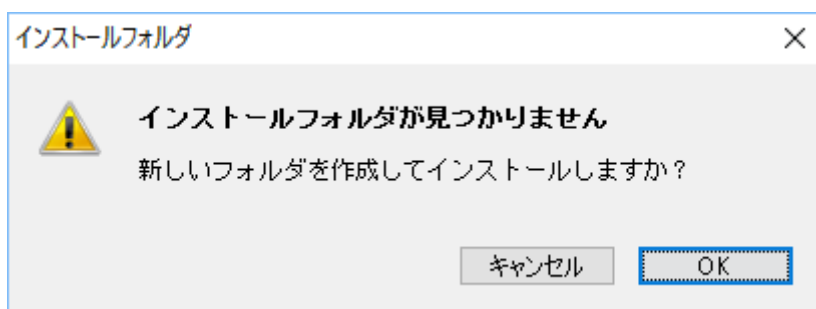 インストールフォルダ
インストールフォルダが見つかりません
新しいフォルダを作成してインストールしますか？
キャンセル
OK